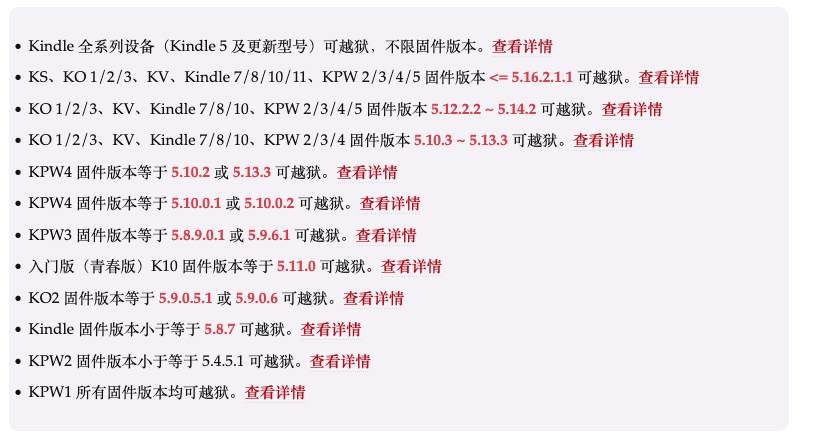 • Kindle 全系列设备（Kindle 5 及更新型号）可越狱，不限固件版本。查看详情
• KS、KO 1/2/3、KV、Kindle 7/8/10/11、KPW 2/3/4/5 固件版本 <= 5.16.2.1.1 可越狱。查看详情
• KO 1/2/3、KV、Kindle 7/8/10、KPW 2/3/4/5 固件版本 5.12.2.2 ~ 5.14.2 可越狱。查看详情
• KO 1/2/3、KV、Kindle 7/8/10、KPW 2/3/4 固件版本 5.10.3 ~ 5.13.3 可越狱。查看详情
• KPW4 固件版本等于 5.10.2 或 5.13.3 可越狱。查看详情
• KPW4 固件版本等于 5.10.0.1 或 5.10.0.2 可越狱。查看详情
• KPW3 固件版本等于 5.8.9.0.1 或 5.9.6.1 可越狱。查看详情
• 入门版（青春版）K10 固件版本等于 5.11.0 可越狱。查看详情
• KO2 固件版本等于 5.9.0.5.1 或 5.9.0.6 可越狱。查看详情
• Kindle 固件版本小于等于 5.8.7 可越狱。查看详情
• KPW2 固件版本小于等于 5.4.5.1 可越狱。查看详情
• KPW1 所有固件版本均可越狱。查看详情